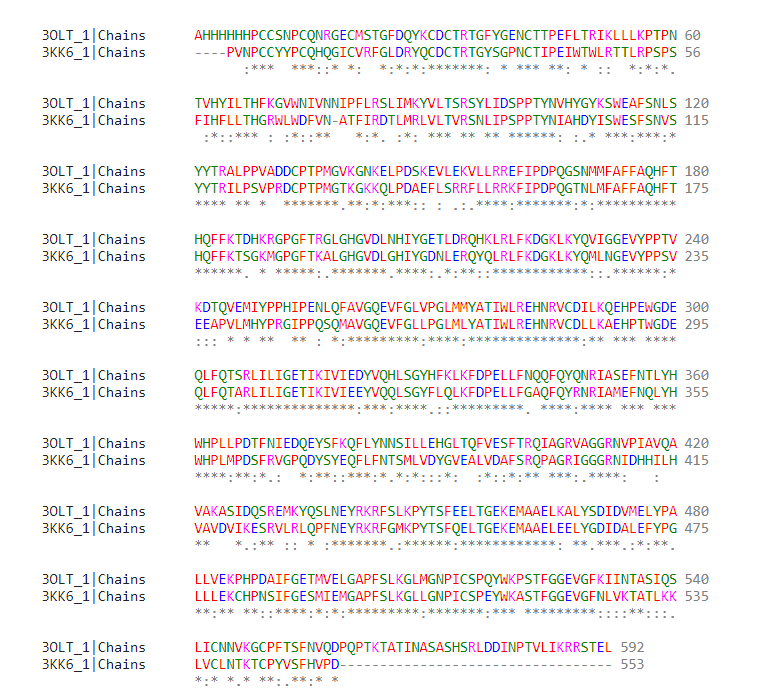 3OLT_1|Chains AHHHHHHPCCSNPCQNRGECMSTGFDQYKCDCTRTGFYGENCTTPEFLTRIKLLLKPTPN 60
3KK6_1|Chains ----PVNPCCYYPCQHQGICVRFGLDRYQCDCTRTGYSGPNCTIPEIWTWLRTTLRPSPS 56
:*** ***::* *: *:*:*:*******: * *** **: * :: *:*:*.
3OLT_1|Chains TVHYILTHFKGVWNIVNNIPFLRSLIMKYVLTSRSYLIDSPPTYNVHYGYKSWEAFSNLS 120
3KK6_1|Chains FIHFLLTHGRWLWDFVN-ATFIRDTLMRLVLTVRSNLIPSPPTYNIAHDYISWESFSNVS 115
:*::*** : :*::** *:*. :*: *** ** ** ******: :.* ***:***:*
3OLT_1|Chains YYTRALPPVADDCPTPMGVKGNKELPDSKEVLEKVLLRREFIPDPQGSNMMFAFFAQHFT 180
3KK6_1|Chains YYTRILPSVPRDCPTPMGTKGKKQLPDAEFLSRRFLLRRKFIPDPQGTNLMFAFFAQHFT 175
**** ** * *******.**:*:***:: : .:.****:*******:*:**********
3OLT_1|Chains HQFFKTDHKRGPGFTRGLGHGVDLNHIYGETLDRQHKLRLFKDGKLKYQVIGGEVYPPTV 240
3KK6_1|Chains HQFFKTSGKMGPGFTKALGHGVDLGHIYGDNLERQYQLRLFKDGKLKYQMLNGEVYPPSV 235
******. * *****:.*******.****:.*:**::************::.******:*
3OLT_1|Chains KDTQVEMIYPPHIPENLQFAVGQEVFGLVPGLMMYATIWLREHNRVCDILKQEHPEWGDE 300
3KK6_1|Chains EEAPVLMHYPRGIPPQSQMAVGQEVFGLLPGLMLYATIWLREHNRVCDLLKAEHPTWGDE 295
::: * * ** ** : *:*********:****:**************:** *** ****
3OLT_1|Chains QLFQTSRLILIGETIKIVIEDYVQHLSGYHFKLKFDPELLFNQQFQYQNRIASEFNTLYH 360
3KK6_1|Chains QLFQTARLILIGETIKIVIEEYVQQLSGYFLQLKFDPELLFGAQFQYRNRIAMEFNQLYH 355
*****:**************:***:****.:::*********. ****:**** *** ***
3OLT_1|Chains WHPLLPDTFNIEDQEYSFKQFLYNNSILLEHGLTQFVESFTRQIAGRVAGGRNVPIAVQA 420
3KK6_1|Chains WHPLMPDSFRVGPQDYSYEQFLFNTSMLVDYGVEALVDAFSRQPAGRIGGGRNIDHHILH 415
****:**:*.: *:**::***:*.*:*:::*: :*::*:** ***:.****: :
3OLT_1|Chains VAKASIDQSREMKYQSLNEYRKRFSLKPYTSFEELTGEKEMAAELKALYSDIDVMELYPA 480
3KK6_1|Chains VAVDVIKESRVLRLQPFNEYRKRFGMKPYTSFQELTGEKEMAAELEELYGDIDALEFYPG 475
** *.:** :: * :*******.:******:************: **.***.:*:**.
3OLT_1|Chains LLVEKPHPDAIFGETMVELGAPFSLKGLMGNPICSPQYWKPSTFGGEVGFKIINTASIQS 540
3KK6_1|Chains LLLEKCHPNSIFGESMIEMGAPFSLKGLLGNPICSPEYWKASTFGGEVGFNLVKTATLKK 535
**:** **::****:*:*:*********:*******:*** *********::::**::::.
3OLT_1|Chains LICNNVKGCPFTSFNVQDPQPTKTATINASASHSRLDDINPTVLIKRRSTEL 592
3KK6_1|Chains LVCLNTKTCPYVSFHVPD---------------------------------- 553
*:* *.* **:.**:* *